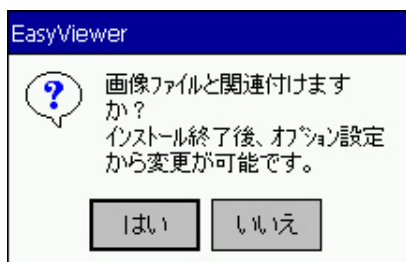 EasyViewer
画像ファイルと関連付けます
か？
インストール終了後、オプション設定
から変更が可能です。
はい いいえ